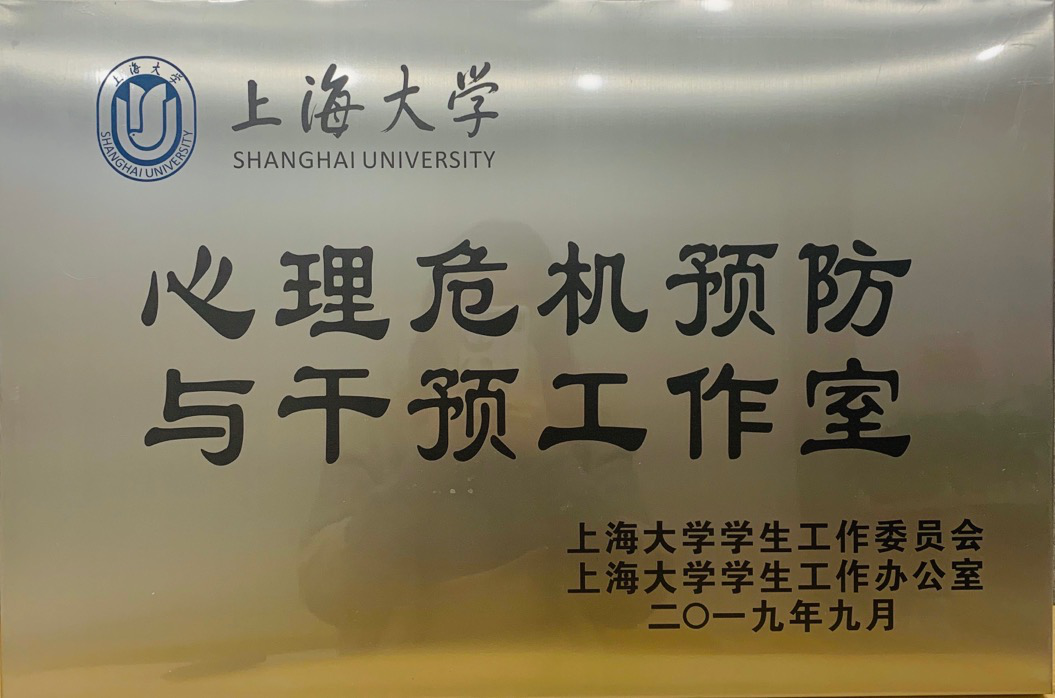 上海大学
SHANGHAI UNIVERSITY
上海大学
SHANGHAI UNIVERSITY
心理危机预防
与干预工作室
上海大学学生工作委员会
上海大学学生工作办公室
二〇一九年九月